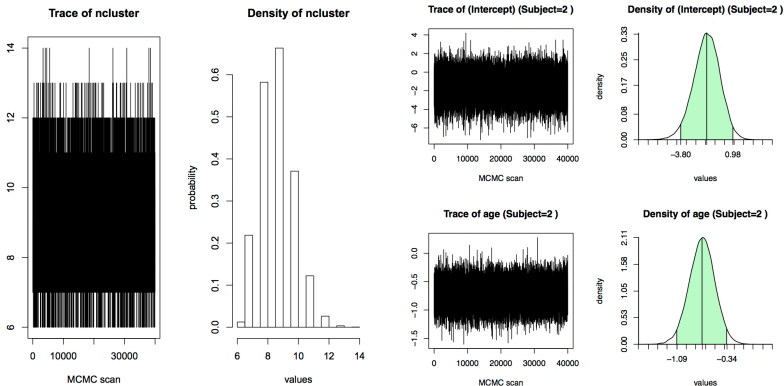 Trace of ncluster
14
12
10
8
6
0 10000 30000
MCMC scan
Density of ncluster
probability
0.6
0.5
0.4
0.3
0.2
0.1
0.0
6 8 10 12 14
values
Trace of (Intercept) (Subject=2 )
4
2
0
−2
−4
−6
0 10000 20000 30000 40000
MCMC scan
Density of (Intercept) (Subject=2 )
density
0.33
0.25
0.17
0.08
0.00
−3.80 0.98
values
Trace of age (Subject=2 )
0.0
−0.5
−1.0
−1.5
0 10000 20000 30000 40000
MCMC scan
Density of age (Subject=2 )
density
2.11
1.58
1.05
0.53
0.00
−1.09 −0.34
values